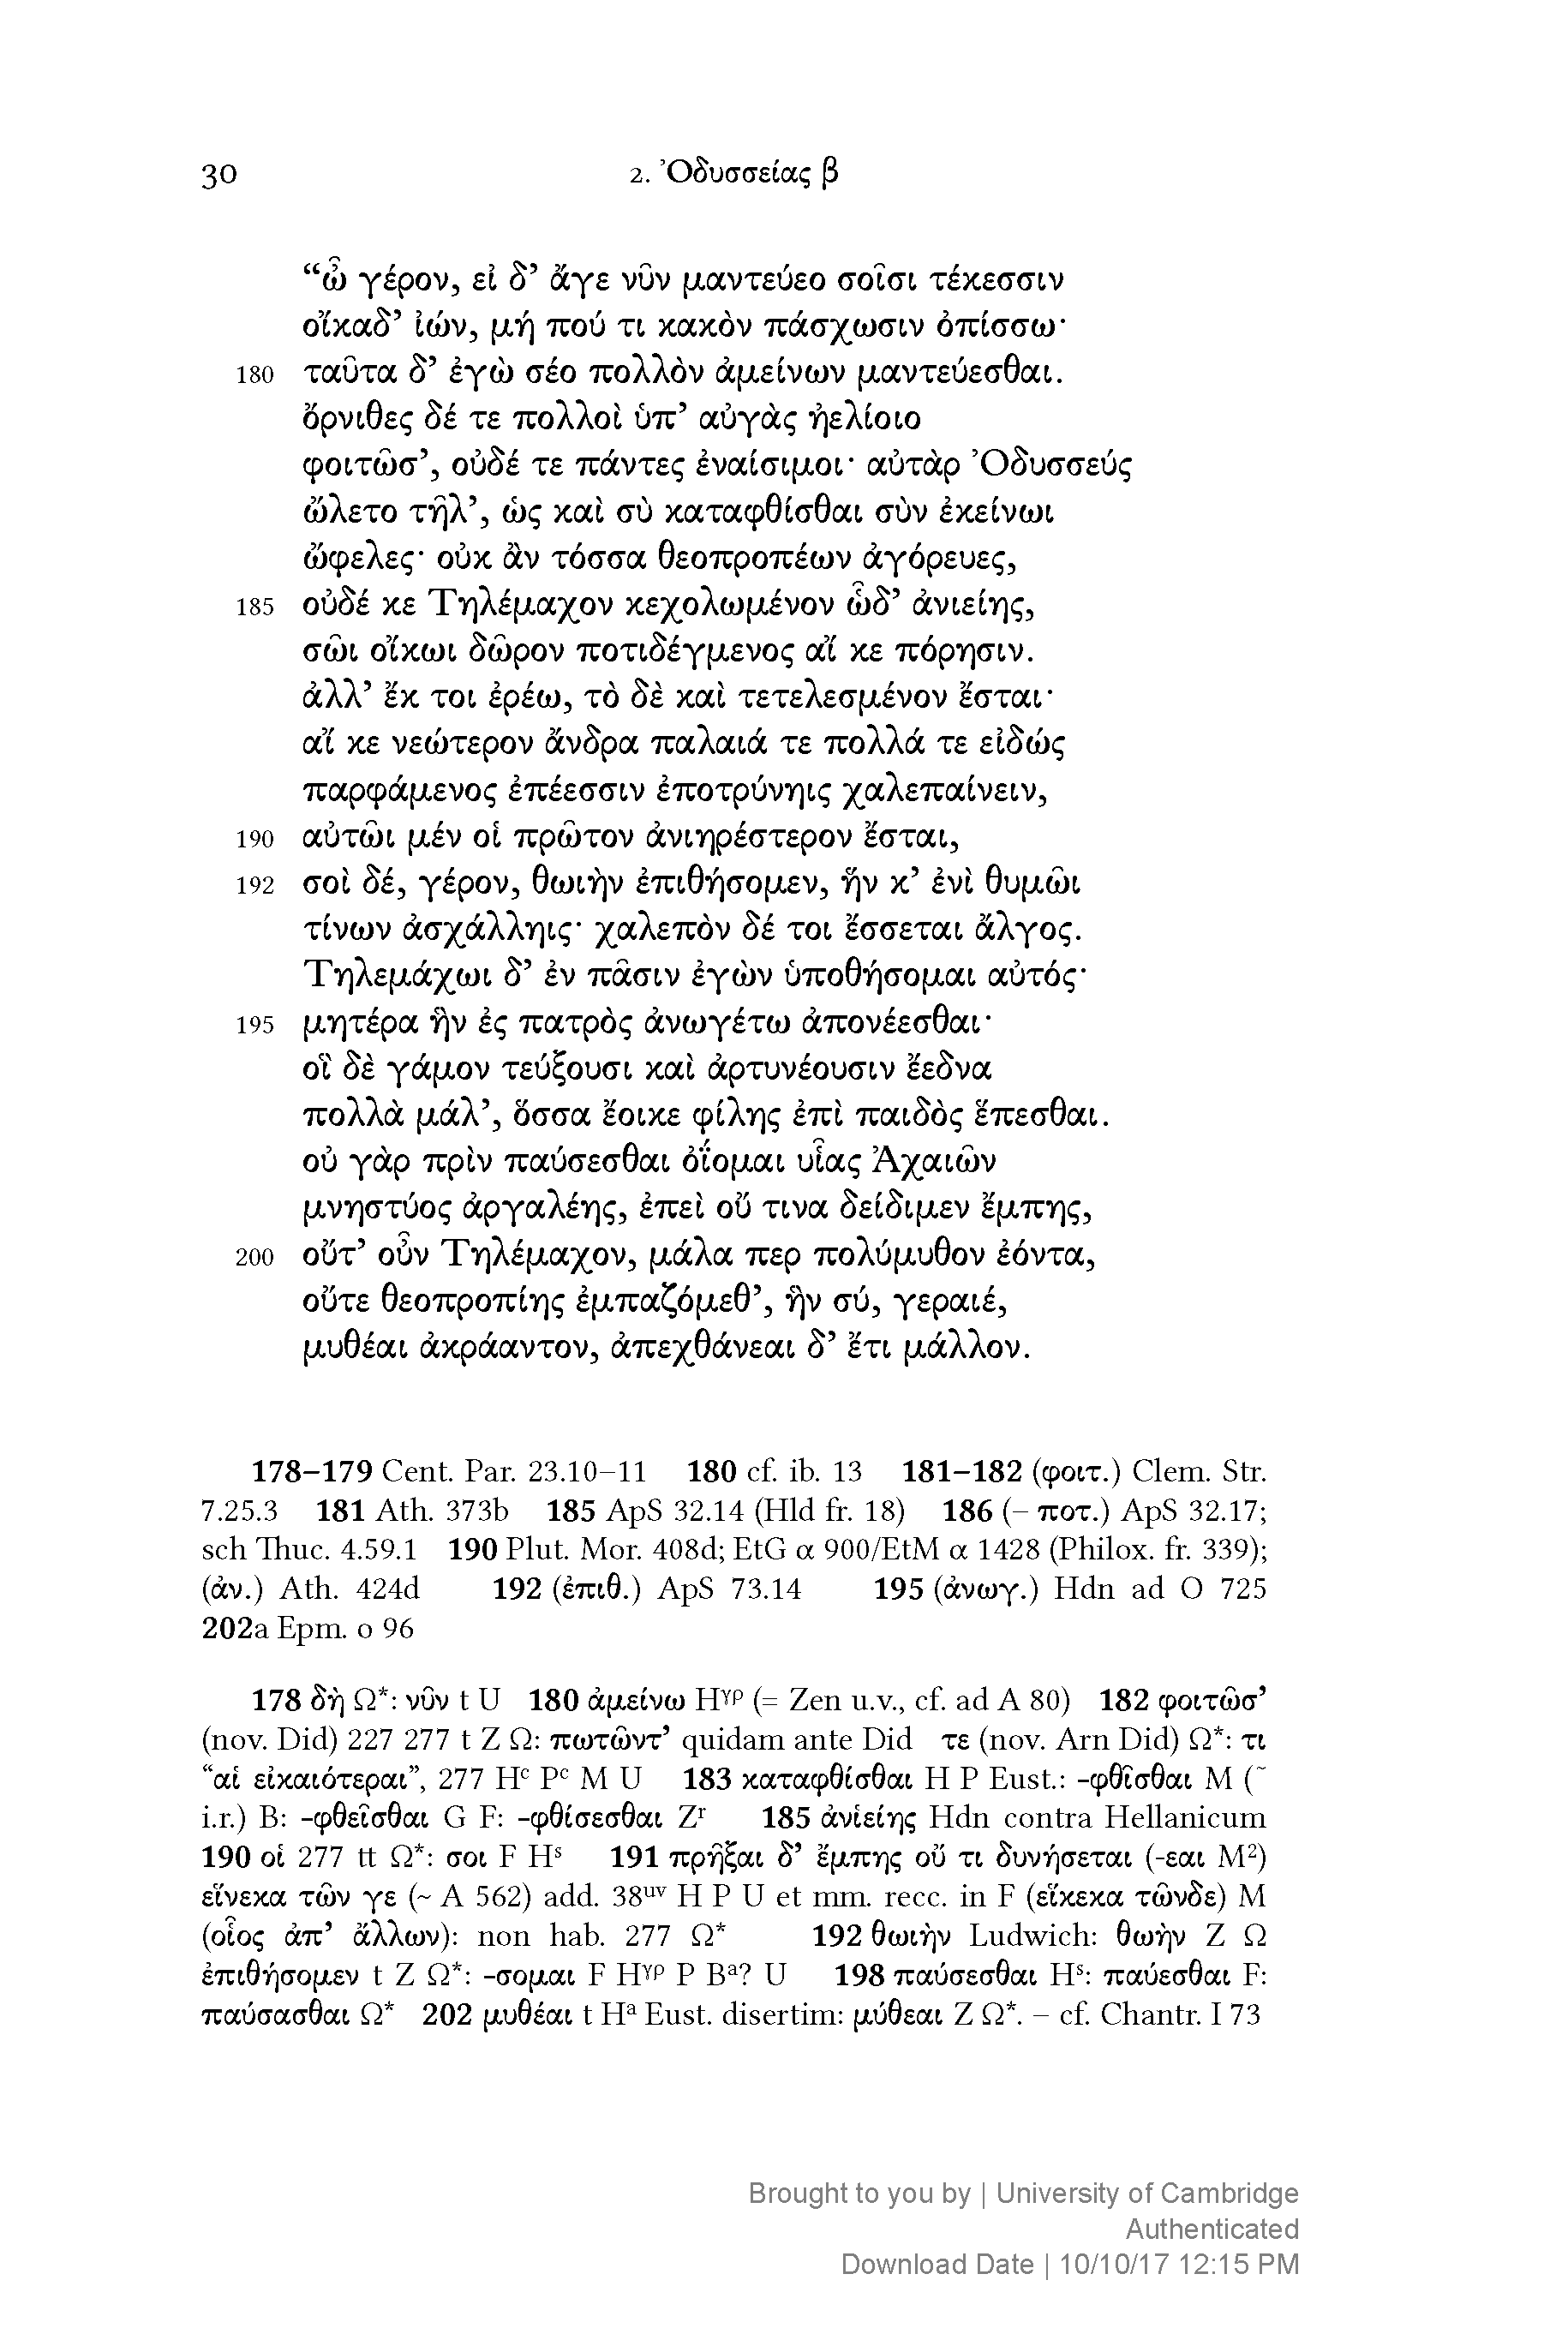 30
2. Ὀδυσσείας β
“ὦ γέρον, εἰ δ’ ἄγε νῦν μαντεύεο σοῖσι τέκεσσιν
οἴκαδ’ ἰών, μή πού τι κακὸν πάσχωσιν ὀπίσσω·
180 ταῦτα δ’ ἐγὼ σέο πολλὸν ἀμείνων μαντεύεσθαι.
ὄρνιθες δέ τε πολλοὶ ὑπ’ αὐγὰς ἠελίοιο
φοιτῶσ’, οὐδέ τε πάντες ἐναίσιμοι· αὐτὰρ Ὀδυσσεύς
ὤλετο τῆλ’, ὡς καὶ σὺ καταφθίσθαι σὺν ἐκείνωι
ὤφελες· οὐκ ἂν τόσσα θεοπροπέων ἀγόρευες,
185 οὐδέ κε Τηλέμαχον κεχολωμένον ὧδ’ ἀνιείης,
σῶι οἴκωι δῶρον ποτιδέγμενος αἴ κε πόρησιν.
ἀλλ’ ἔκ τοι ἐρέω, τὸ δὲ καὶ τετελεσμένον ἔσται·
αἴ κε νεώτερον ἄνδρα παλαιά τε πολλά τε εἰδώς
παρφάμενος ἐπέεσσιν ἐποτρύνηις χαλεπαίνειν,
190 αὐτῶι μέν οἱ πρῶτον ἀνιηρέστερον ἔσται,
192 σοὶ δέ, γέρον, θωιὴν ἐπιθήσομεν, ἥν κ’ ἐνὶ θυμῶι
τίνων ἀσχάλληις· χαλεπὸν δέ τοι ἔσσεται ἄλγος.
Τηλεμάχωι δ’ ἐν πᾶσιν ἐγὼν ὑποθήσομαι αὐτός·
195 μητέρα ἣν ἐς πατρὸς ἀνωγέτω ἀπονέεσθαι·
οἳ δὲ γάμον τεύξουσι καὶ ἀρτυνέουσιν ἔεδνα
πολλὰ μάλ’, ὅσσα ἔοικε φίλης ἐπὶ παιδὸς ἕπεσθαι.
οὐ γὰρ πρὶν παύσεσθαι ὀΐομαι υἷας Ἀχαιῶν
μνηστύος ἀργαλέης, ἐπεὶ οὔ τινα δείδιμεν ἔμπης,
200 οὔτ’ οὖν Τηλέμαχον, μάλα περ πολύμυθον ἐόντα,
οὔτε θεοπροπίης ἐμπαζόμεθ’, ἣν σύ, γεραιέ,
μυθέαι ἀκράαντον, ἀπεχθάνεαι δ’ ἔτι μάλλον.
178–179 Cent. Par. 23.10–11 180 cf. ib. 13 181–182 (φοιτ.) Clem. Str.
7.25.3 181 Ath. 373b 185 ApS 32.14 (Hld fr. 18) 186 (– ποτ.) ApS 32.17;
sch Thuc. 4.59.1 190 Plut. Mor. 408d; EtG α 900/EtM α 1428 (Philox. fr. 339);
(ἀν.) Ath. 424d 192 (ἐπιθ.) ApS 73.14 195 (ἀνωγ.) Hdn ad O 725
202a Epm. ο 96
178 δὴ Ω*: νῦν t U 180 ἀμείνω Hγρ (= Zen u.v., cf. ad A 80) 182 φοιτῶσ’
(nov. Did) 227 277 t Z Ω: πωτῶντ’ quidam ante Did τε (nov. Arn Did) Ω*: τι
“αἱ εἰκαιότεραι”, 277 Hᶜ Pᶜ M U 183 καταφθίσθαι H P Eust.: -φθῖσθαι M (˜
i.r.) B: -φθεῖσθαι G F: -φθίσεσθαι Zʳ 185 ἀνἱείης Hdn contra Hellanicum
190 οἱ 277 tt Ω*: σοι F Hˢ 191 πρῆξαι δ’ ἔμπης οὔ τι δυνήσεται (-εαι M²)
εἵνεκα τῶν γε (~ A 562) add. 38ᵘᵛ H P U et mm. recc. in F (εἵκεκα τῶνδε) M
(οἶος ἀπ’ ἄλλων): non hab. 277 Ω* 192 θωιὴν Ludwich: θωὴν Z Ω
ἐπιθήσομεν t Z Ω*: -σομαι F Hγρ P Bᵃ? U 198 παύσεσθαι Hˢ: παύεσθαι F:
παύσασθαι Ω* 202 μυθέαι t Hᵃ Eust. disertim: μύθεαι Z Ω*. – cf. Chantr. I 73
Brought to you by | University of Cambridge
Authenticated
Download Date | 10/10/17 12:15 PM